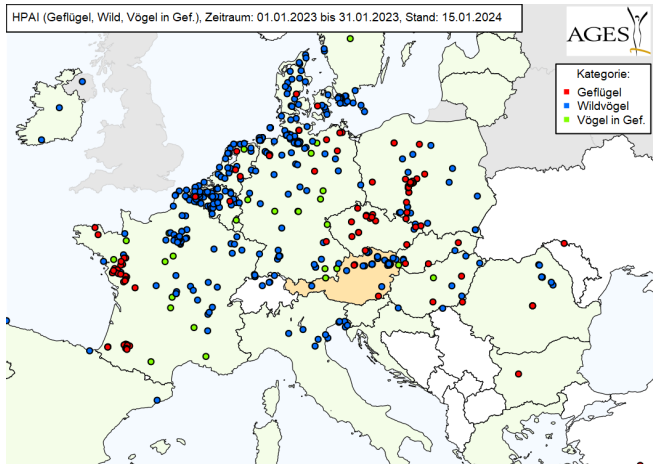 HPAI (Geflügel, Wild, Vögel in Gef.), Zeitraum: 01.01.2023 bis 31.01.2023, Stand: 15.01.2024
AGES
Kategorie:
Geflügel
Wildvögel
Vögel in Gef.